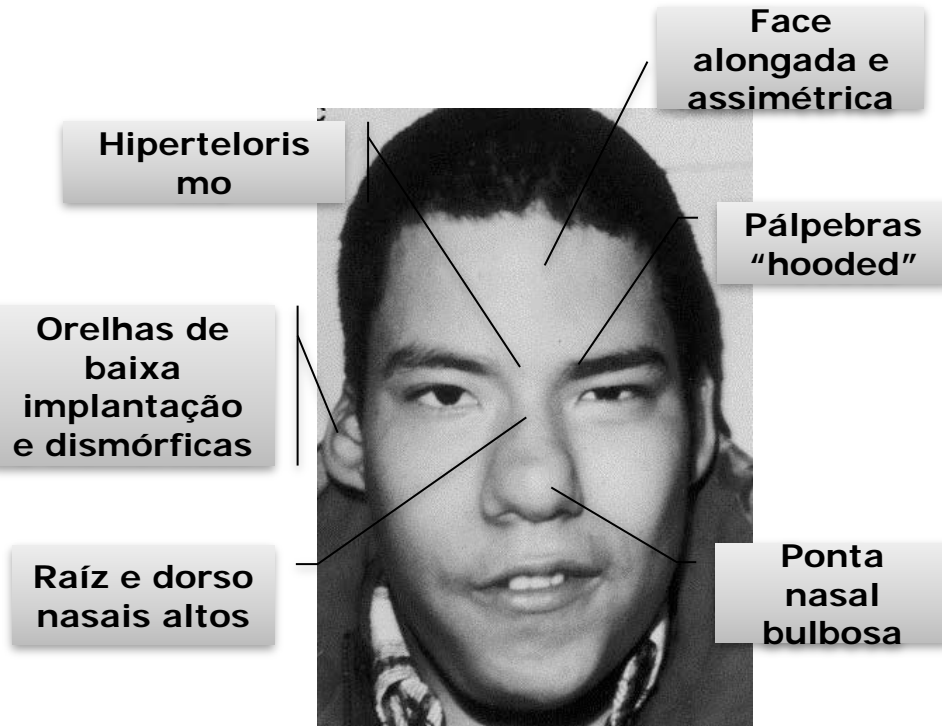 Face
alongada e
assimétrica
Hiperteloris
mo
Pálpebras
“hooded”
Orelhas de
baixa
implantação
e dismórficas
Raíz e dorso
nasais altos
Ponta
nasal
bulbosa